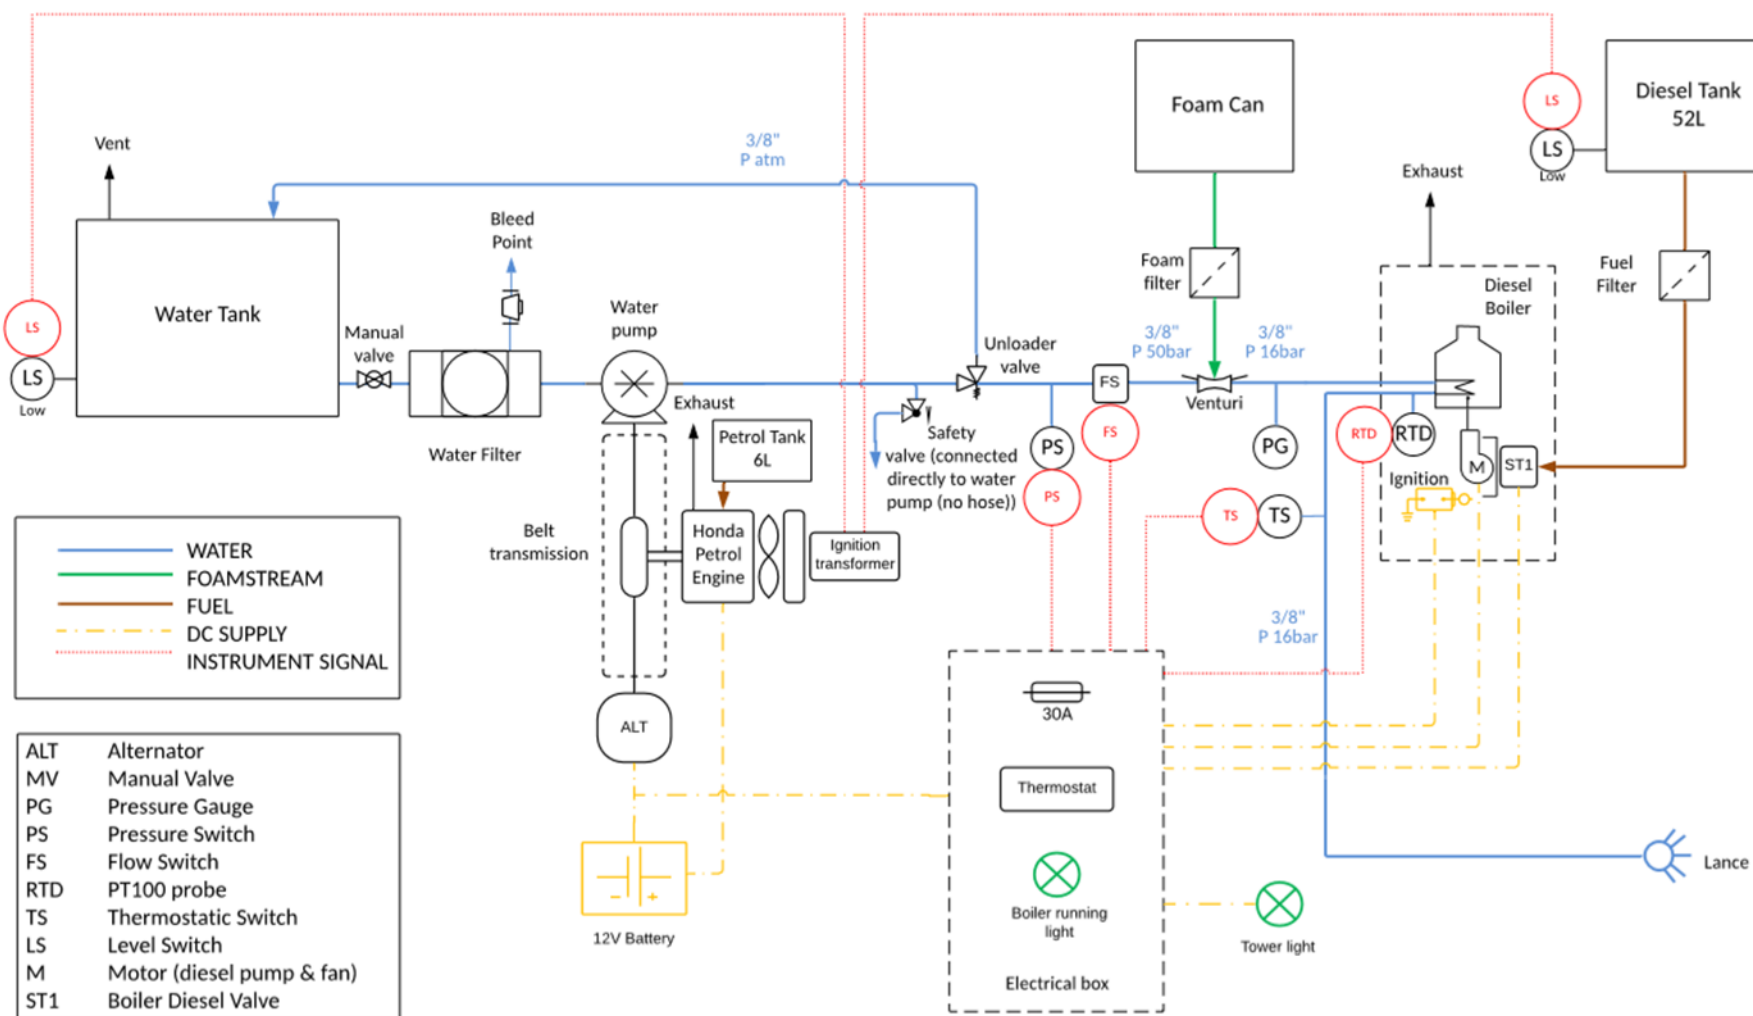 Vent
3/8"
P atm
Foam Can
LS
LS
Low
Diesel Tank
52L
Exhaust
Bleed
Point
Foam
filter
Fuel
Filter
Diesel
Boiler
Water Tank
Water
pump
LS
LS
Low
Manual
valve
Unloader
valve
3/8"
P 50bar
3/8"
P 16bar
FS
FS
Venturi
Exhaust
Water Filter
Petrol Tank
6L
Safety
valve (connected
directly to water
pump (no hose))
PS
PS
PG
RTD
RTD
M
ST1
Ignition
TS
TS
Belt
transmission
Honda
Petrol
Engine
Ignition
transformer
WATER
FOAMSTREAM
FUEL
DC SUPPLY
INSTRUMENT SIGNAL
3/8"
P 16bar
30A
ALT
Thermostat
Boiler running
light
Electrical box
Tower light
Lance
- +
12V Battery
ALT Alternator
MV Manual Valve
PG Pressure Gauge
PS Pressure Switch
FS Flow Switch
RTD PT100 probe
TS Thermostatic Switch
LS Level Switch
M Motor (diesel pump & fan)
ST1 Boiler Diesel Valve